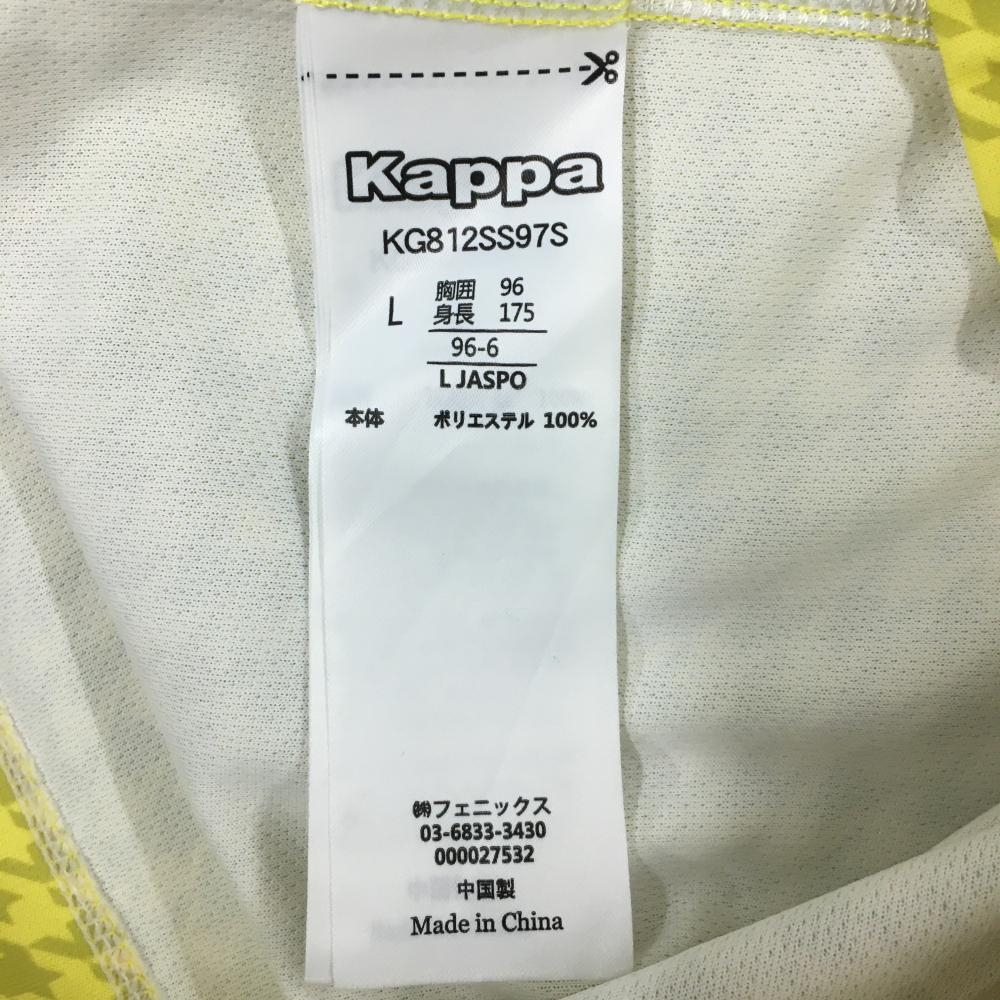 Kappa
KG812SS97S
L 胸囲 96
身長 175
96-6
L JASPO
本体 ポリエステル 100%
㈱フェニックス
03-6833-3430
000027532
中国製
Made in China